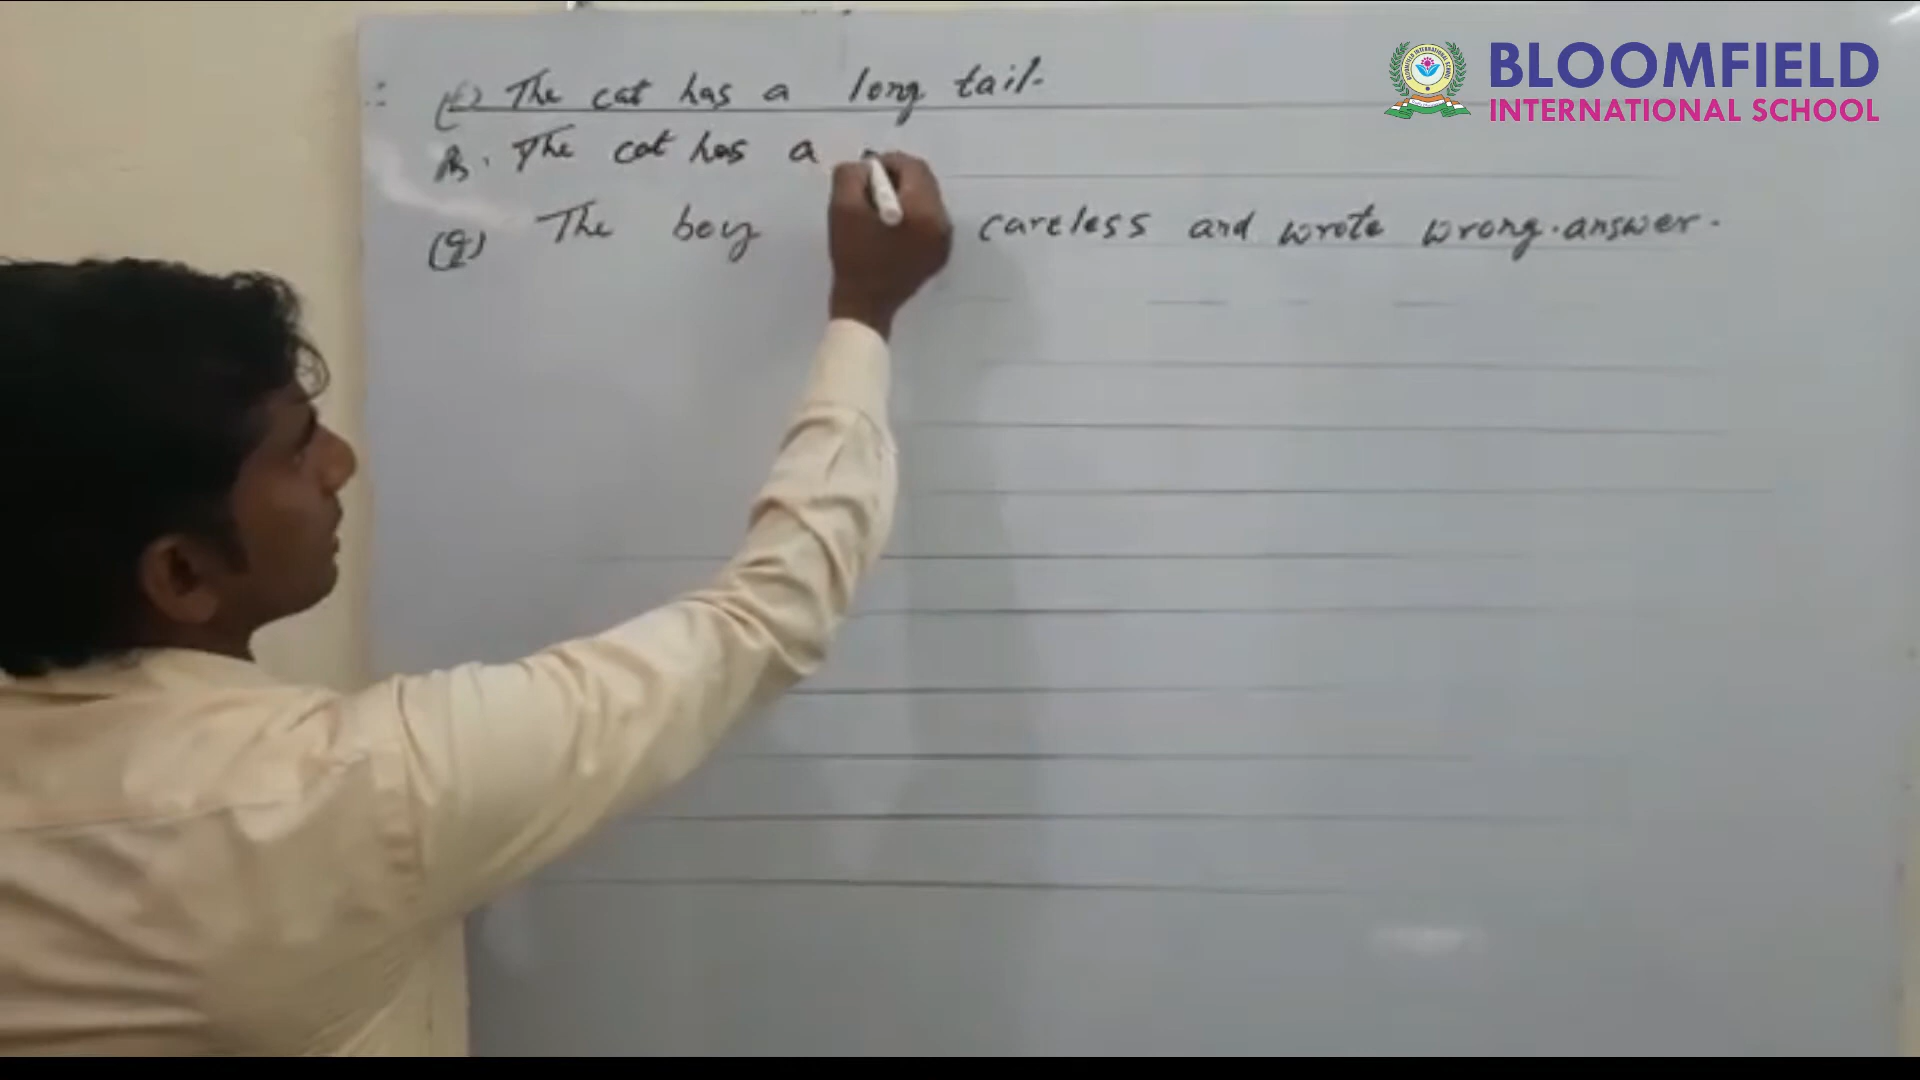 BLOOMFIELD
INTERNATIONAL SCHOOL
(f) The cat has a long tail.
The cat has a
(g) The boy careless and wrote wrong answer.